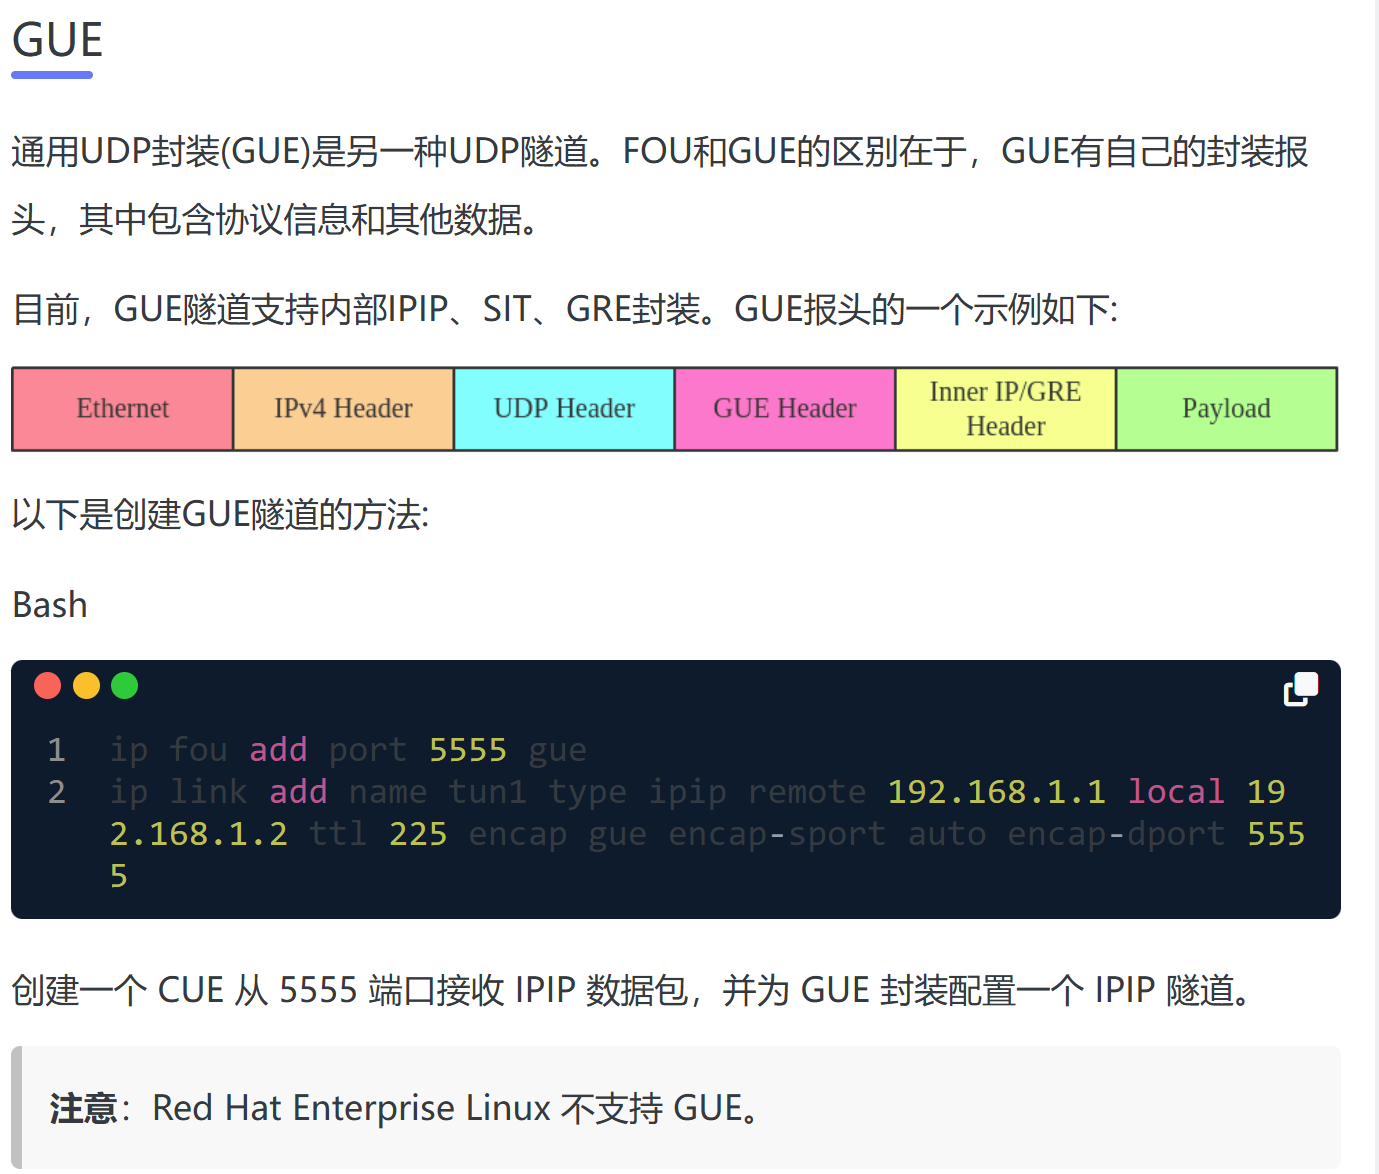 GUE
通用UDP封装(GUE)是另一种UDP隧道。FOU和GUE的区别在于，GUE有自己的封装报
头，其中包含协议信息和其他数据。
目前，GUE隧道支持内部IPIP、SIT、GRE封装。GUE报头的一个示例如下:
Ethernet
IPv4 Header
UDP Header
GUE Header
Inner IP/GRE
Header
Payload
以下是创建GUE隧道的方法:
Bash
1 ip fou add port 5555 gue
2 ip link add name tun1 type ipip remote 192.168.1.1 local 19
2.168.1.2 ttl 225 encap gue encap-sport auto encap-dport 555
5
创建一个 CUE 从 5555 端口接收 IPIP 数据包，并为 GUE 封装配置一个 IPIP 隧道。
注意：Red Hat Enterprise Linux 不支持 GUE。